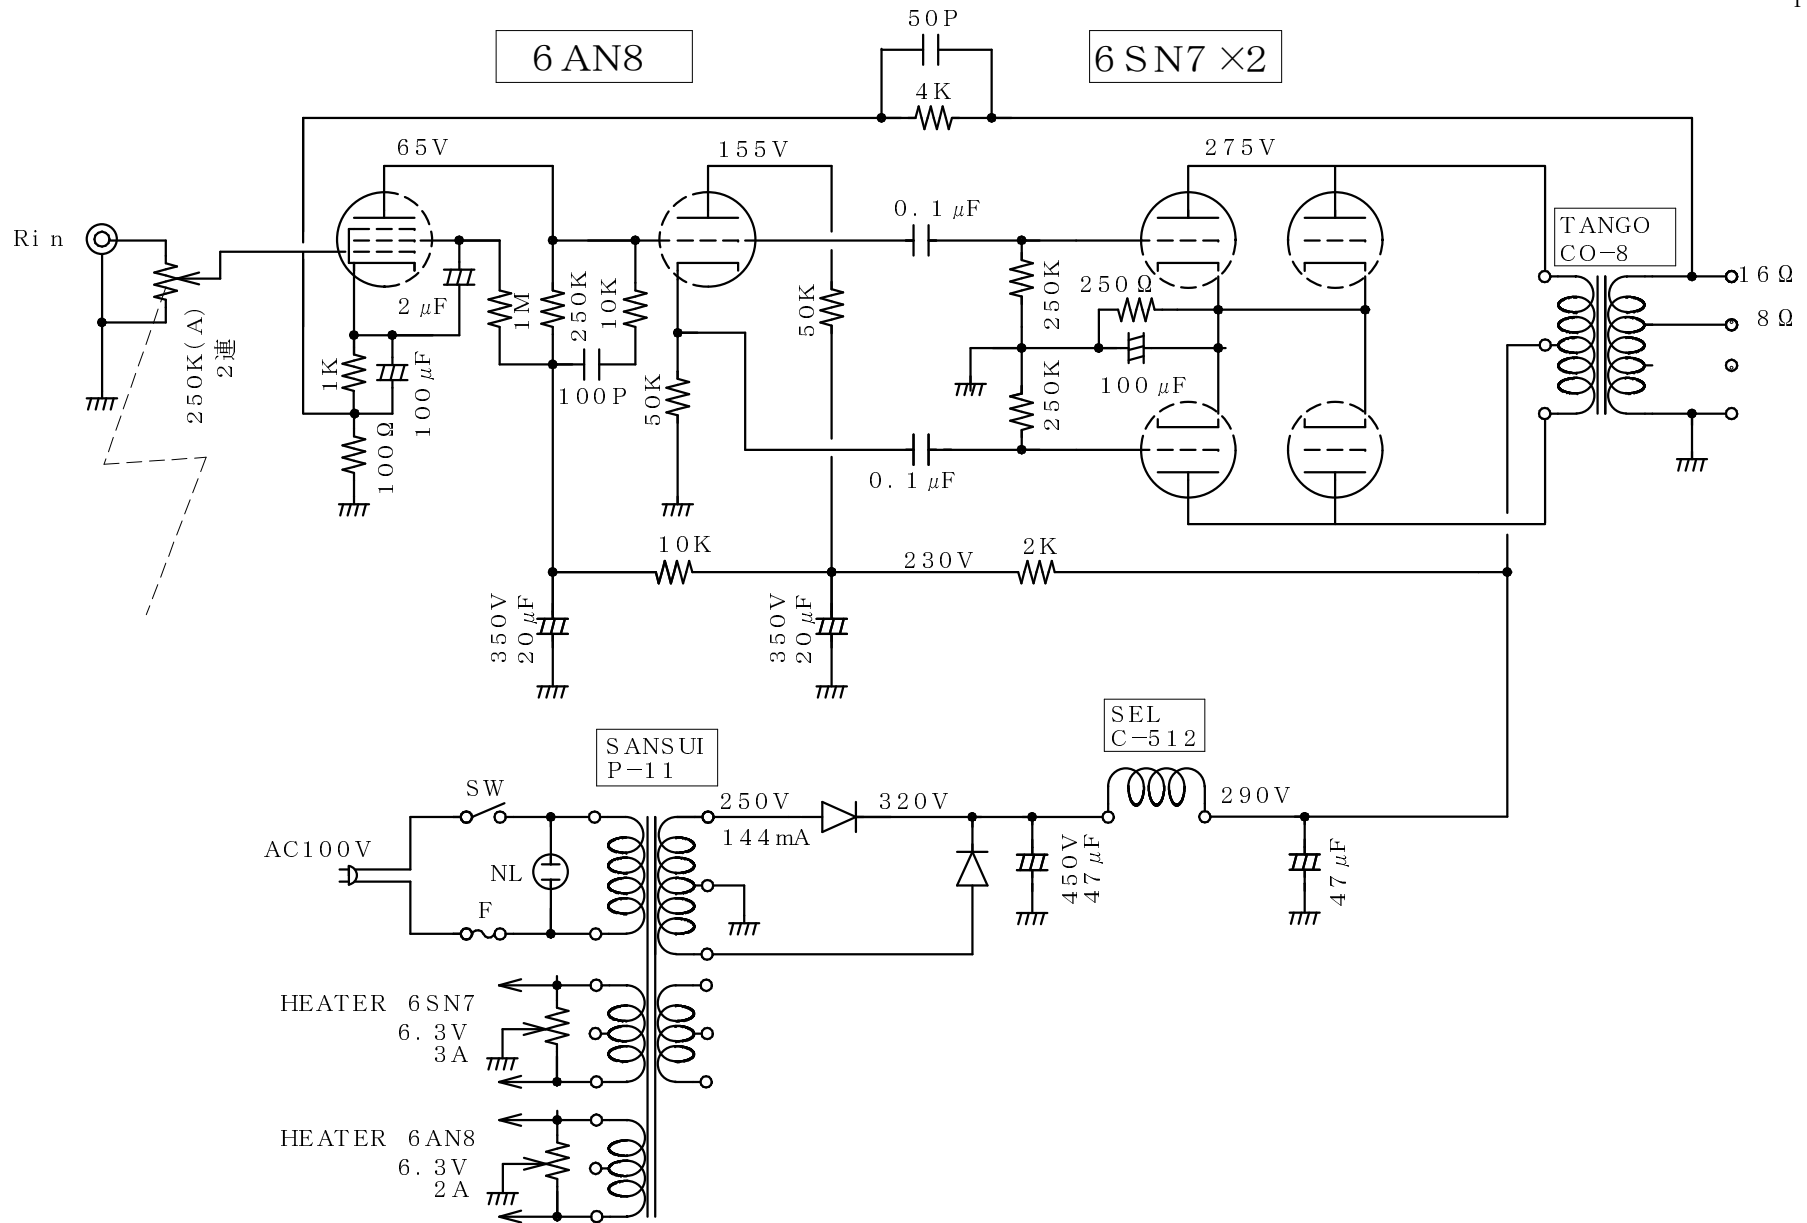 50P
6AN8
6SN7×2
4K
65V
155V
275V
0.1μF
Rin
TANGO
CO-8
16Ω
8Ω
2μF
1M
250K
10K
50K
250K
250Ω
250K(A)
2連
1K
100μF
100P
50K
100μF
250K
100Ω
0.1μF
10K
230V
2K
350V
20μF
350V
20μF
SANSUI
P-11
SEL
C-512
SW
250V
320V
290V
144mA
AC100V
NL
450V
47μF
47μF
F
HEATER 6SN7
6.3V
3A
HEATER 6AN8
6.3V
2A